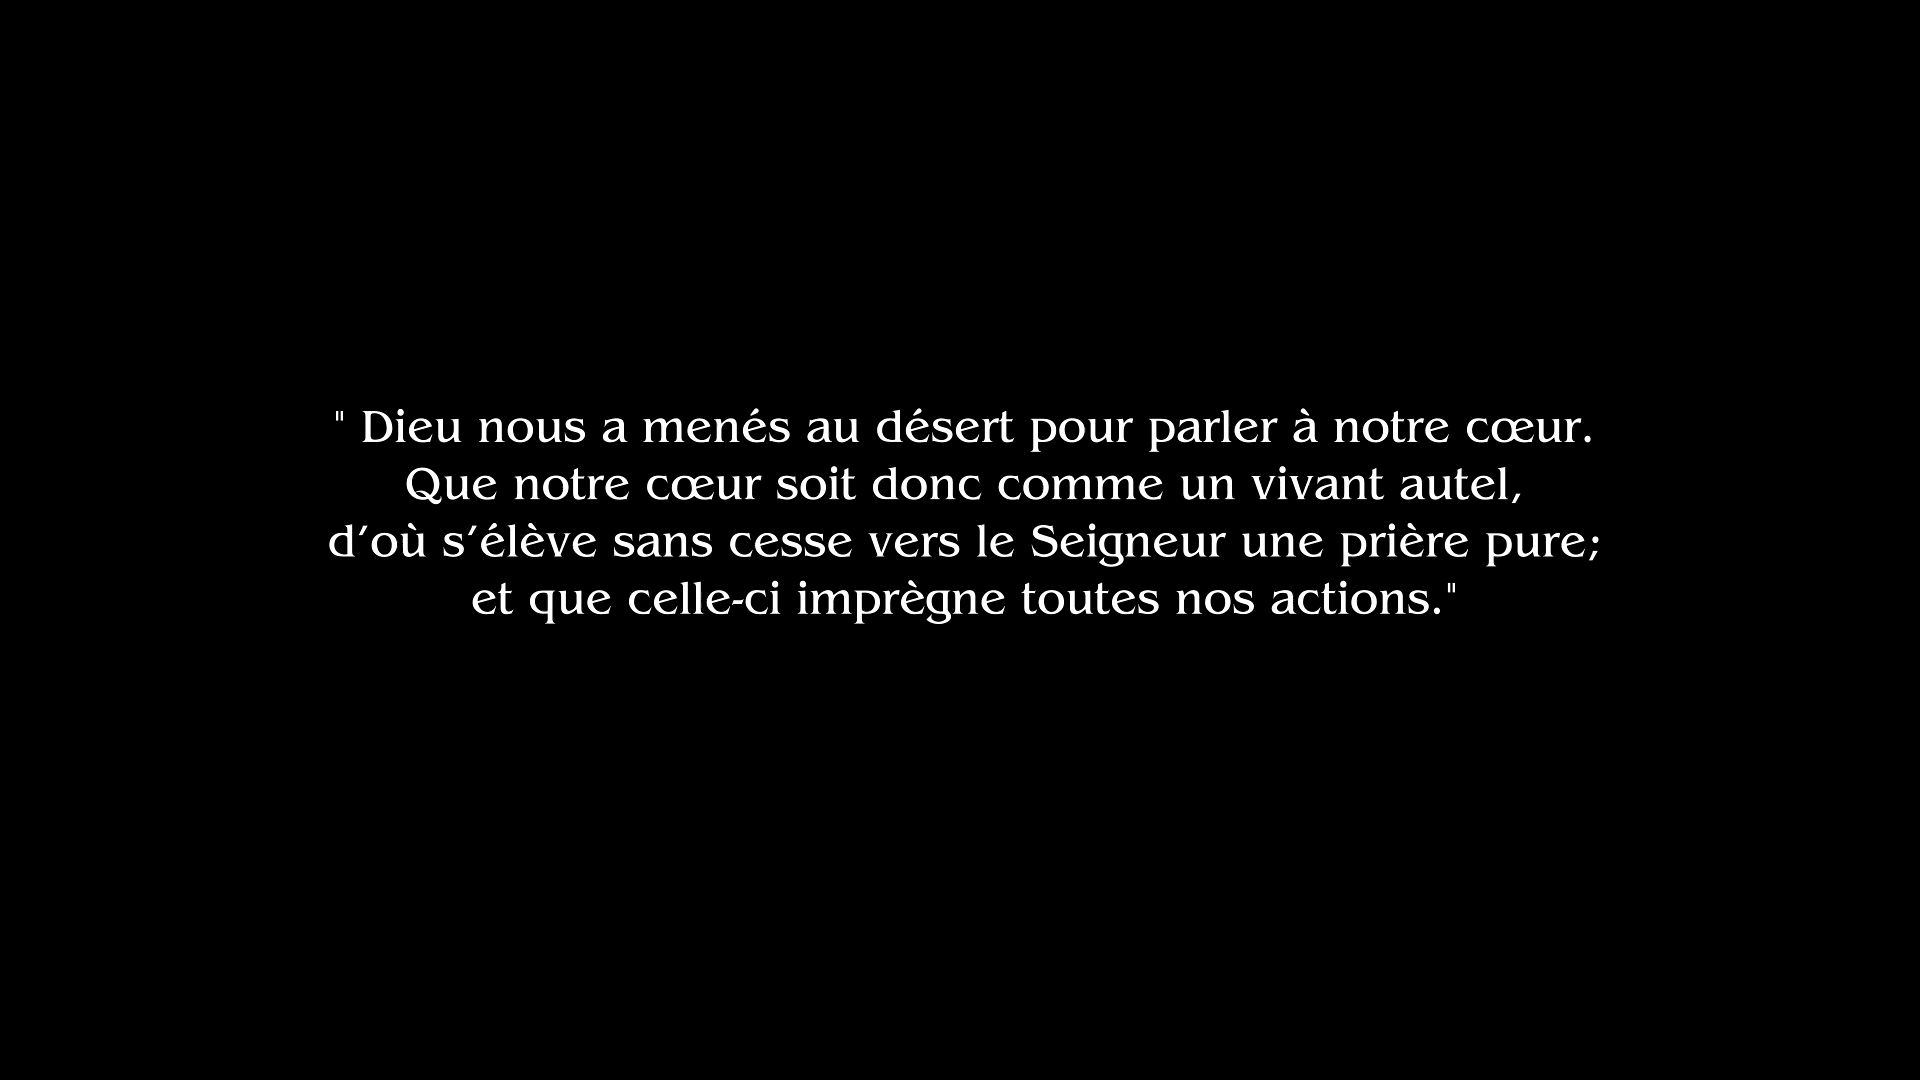 " Dieu nous a menés au désert pour parler à notre cœur.
Que notre cœur soit donc comme un vivant autel,
d’où s’élève sans cesse vers le Seigneur une prière pure;
et que celle-ci imprègne toutes nos actions."